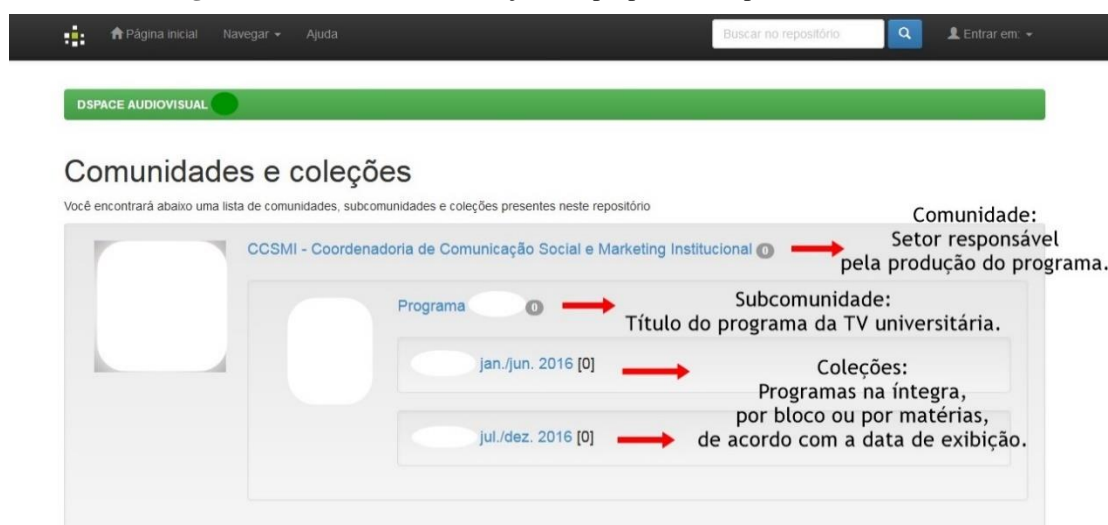 Página inicial Navegar Ajuda Buscar no repositório Entrar em:
DSPACE AUDIOVISUAL
Comunidades e coleções
Você encontrará abaixo uma lista de comunidades, subcomunidades e coleções presentes neste repositório
CCSMI - Coordenadoria de Comunicação Social e Marketing Institucional 0
Comunidade:
Setor responsável
pela produção do programa.
Programa 0
Subcomunidade:
Título do programa da TV universitária.
jan./jun. 2016 [0]
jul./dez. 2016 [0]
Coleções:
Programas na íntegra,
por bloco ou por matérias,
de acordo com a data de exibição.